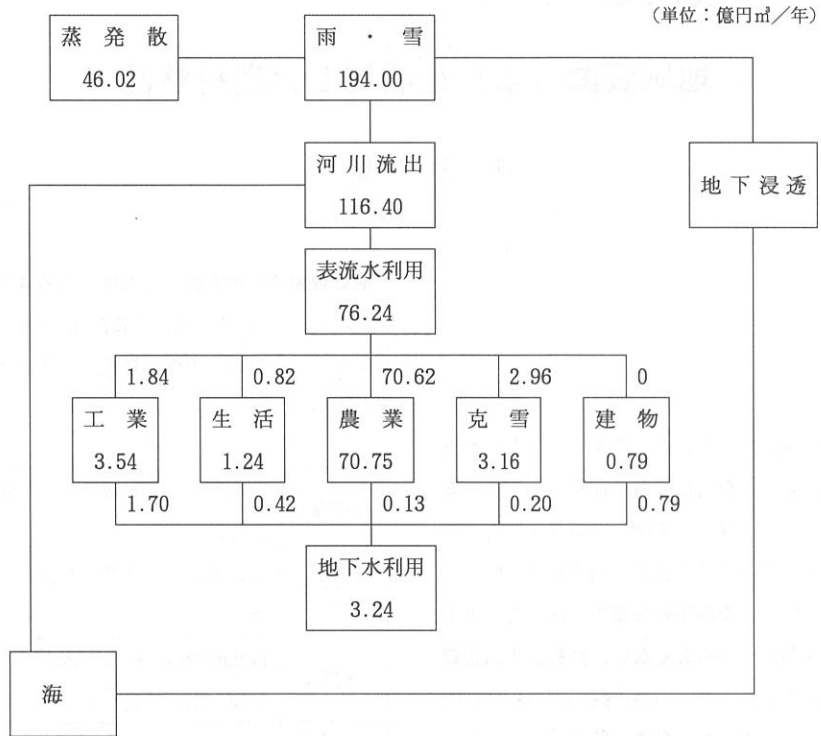 (単位：億円㎥／年)
蒸発散
46.02
雨・雪
194.00
河川流出
116.40
地下浸透
表流水利用
76.24
1.84
0.82
70.62
2.96
0
工業
3.54
生活
1.24
農業
70.75
克雪
3.16
建物
0.79
1.70
0.42
0.13
0.20
0.79
地下水利用
3.24
海